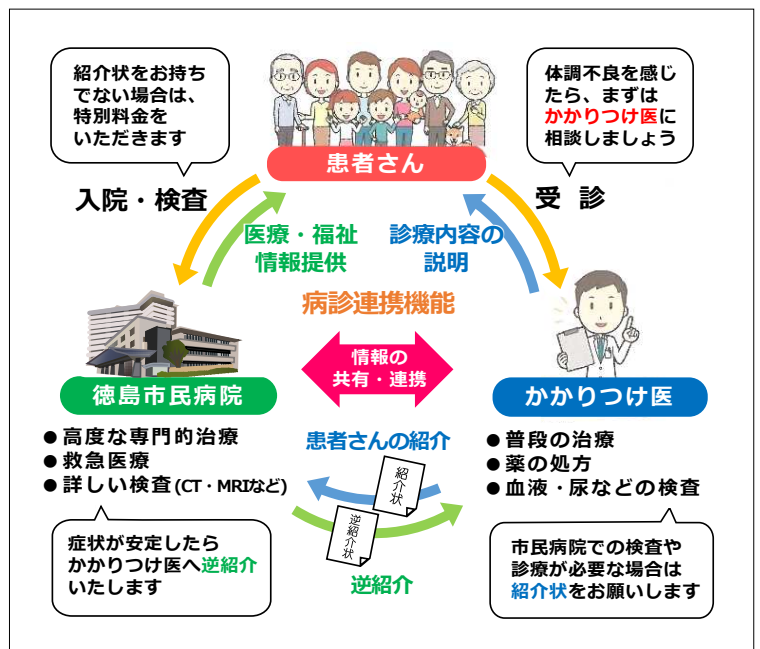 紹介状をお持ち
でない場合は、
特別料金を
いただきます
体調不良を感じ
たら、まずは
かかりつけ医に
相談しましょう
患者さん
入院・検査
受診
医療・福祉
情報提供
診療内容の
説明
病診連携機能
情報の
共有・連携
徳島市民病院
かかりつけ医
●高度な専門的治療
●救急医療
●詳しい検査(CT・MRIなど)
患者さんの紹介
紹介状
逆紹介状
逆紹介
●普段の治療
●薬の処方
●血液・尿などの検査
症状が安定したら
かかりつけ医へ逆紹介
いたします
市民病院での検査や
診療が必要な場合は
紹介状をお願いします